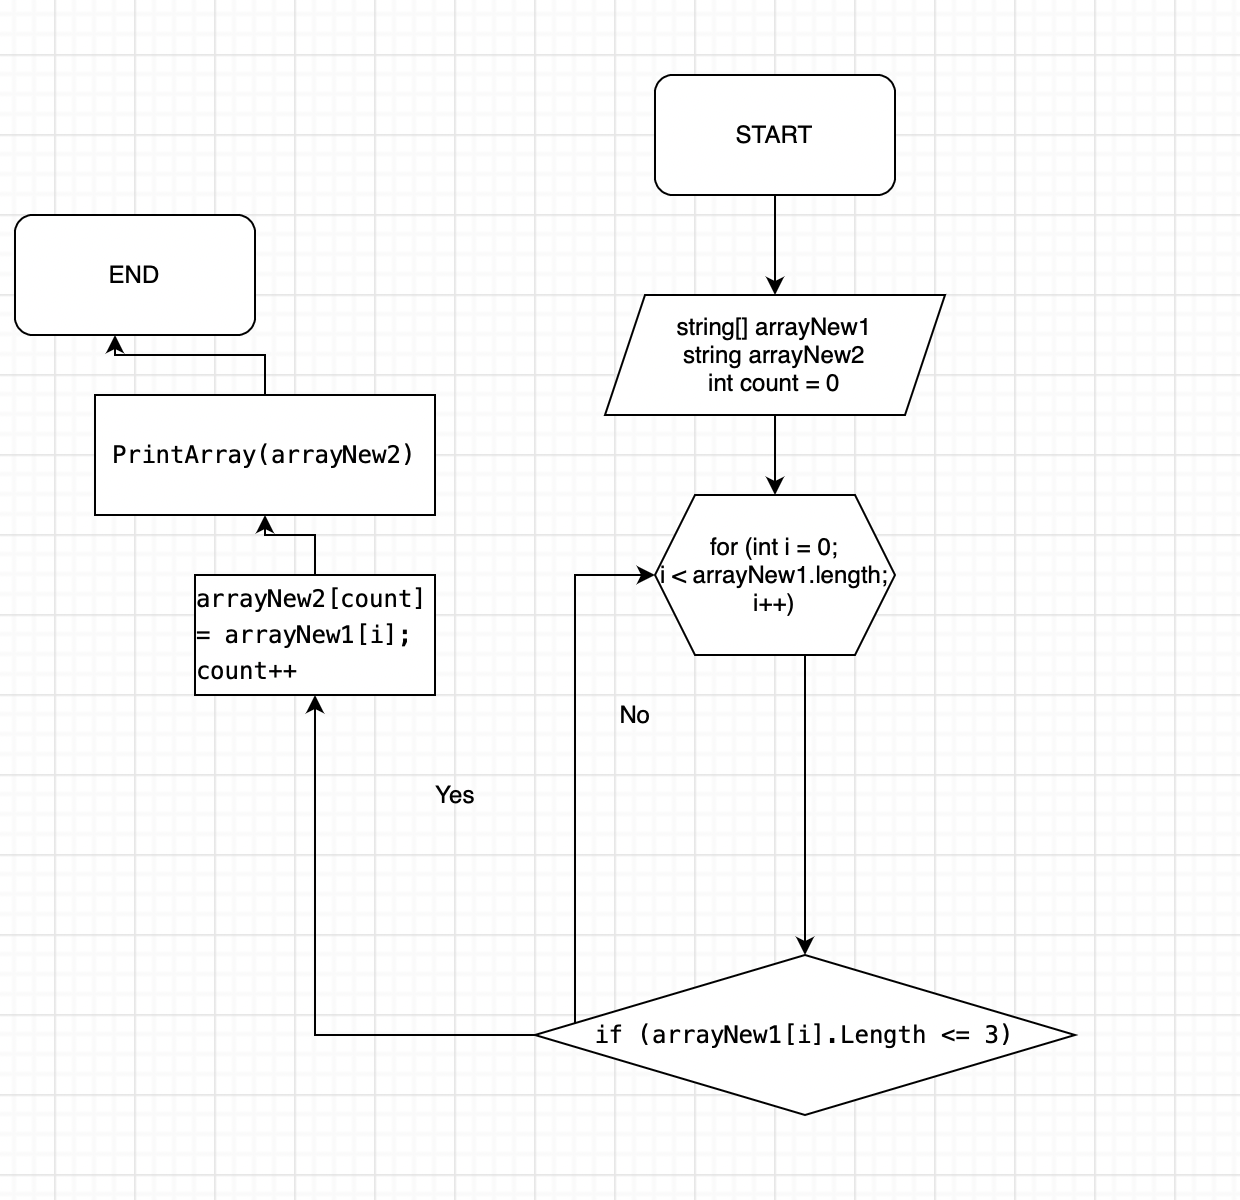 START
string[] arrayNew1
string arrayNew2
int count = 0
for (int i = 0;
i < arrayNew1.length;
i++)
No
Yes
if (arrayNew1[i].Length <= 3)
arrayNew2[count]
= arrayNew1[i];
count++
PrintArray(arrayNew2)
END